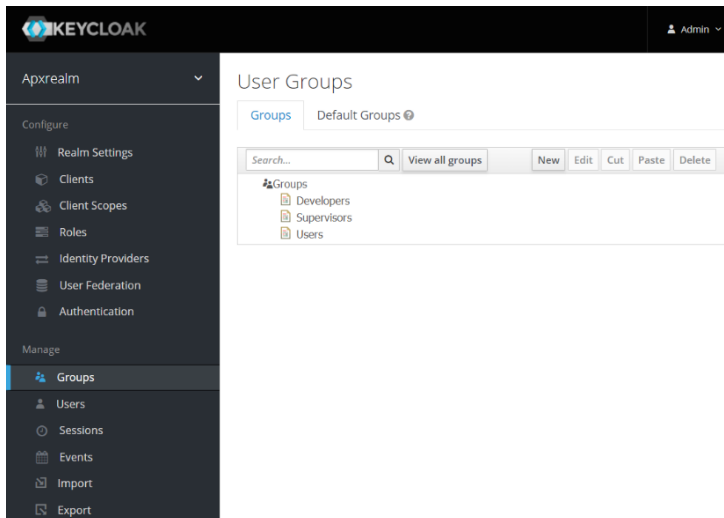 KEYCLOAK
Admin
Apxrealm
Configure
Realm Settings
Clients
Client Scopes
Roles
Identity Providers
User Federation
Authentication
Manage
Groups
Users
Sessions
Events
Import
Export
User Groups
Groups Default Groups
Search... View all groups New Edit Cut Paste Delete
Groups
Developers
Supervisors
Users